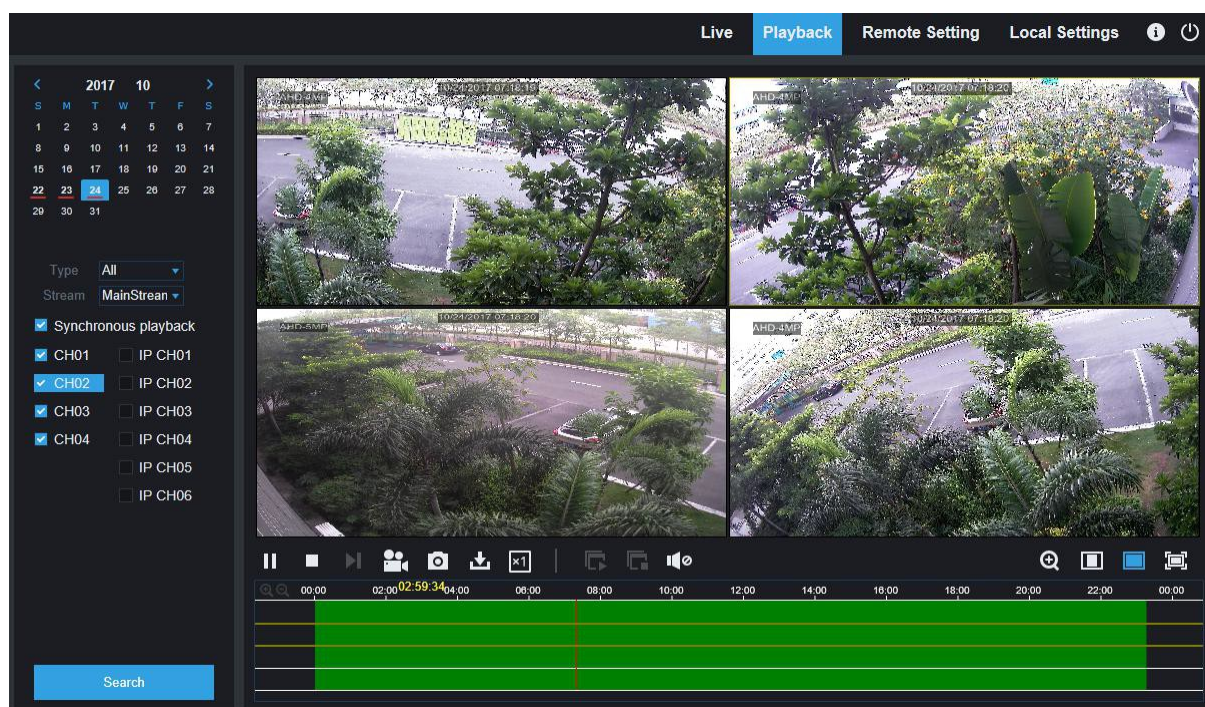 Live Playback Remote Setting Local Settings
2017 10
S M T W T F S
1 2 3 4 5 6 7
8 9 10 11 12 13 14
15 16 17 18 19 20 21
22 23 24 25 26 27 28
29 30 31
Type All
Stream MainStrean
Synchronous playback
CH01 IP CH01
CH02 IP CH02
CH03 IP CH03
CH04 IP CH04
IP CH05
IP CH06
Search
AHD-4MP 10/24/2017 07:18:19
AHD-4MP 10/24/2017 07:18:20
AHD-5MP 10/24/2017 07:18:20
AHD-4MP 10/24/2017 07:18:20
×1
00:00 02:00 02:59:34 04:00 06:00 08:00 10:00 12:00 14:00 16:00 18:00 20:00 22:00 00:00